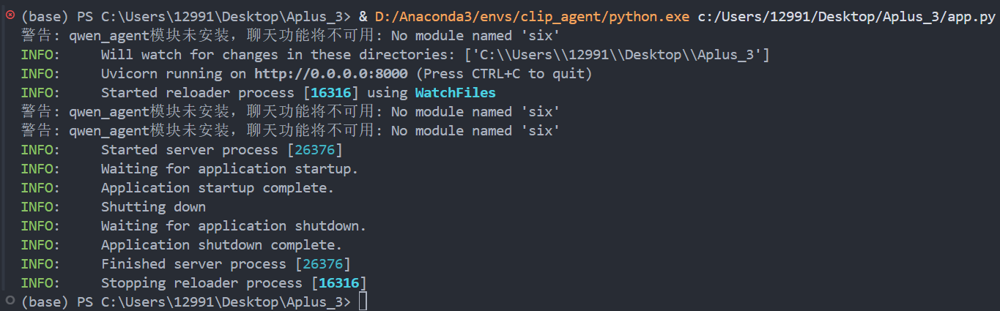 (base) PS C:\Users\12991\Desktop\Aplus_3> & D:/Anaconda3/envs/clip_agent/python.exe c:/Users/12991/Desktop/Aplus_3/app.py
警告: qwen_agent模块未安装，聊天功能将不可用: No module named 'six'
INFO:     Will watch for changes in these directories: ['C:\\Users\\12991\\Desktop\\Aplus_3']
INFO:     Uvicorn running on http://0.0.0.0:8000 (Press CTRL+C to quit)
INFO:     Started reloader process [16316] using WatchFiles
警告: qwen_agent模块未安装，聊天功能将不可用: No module named 'six'
警告: qwen_agent模块未安装，聊天功能将不可用: No module named 'six'
INFO:     Started server process [26376]
INFO:     Waiting for application startup.
INFO:     Application startup complete.
INFO:     Shutting down
INFO:     Waiting for application shutdown.
INFO:     Application shutdown complete.
INFO:     Finished server process [26376]
INFO:     Stopping reloader process [16316]
(base) PS C:\Users\12991\Desktop\Aplus_3>